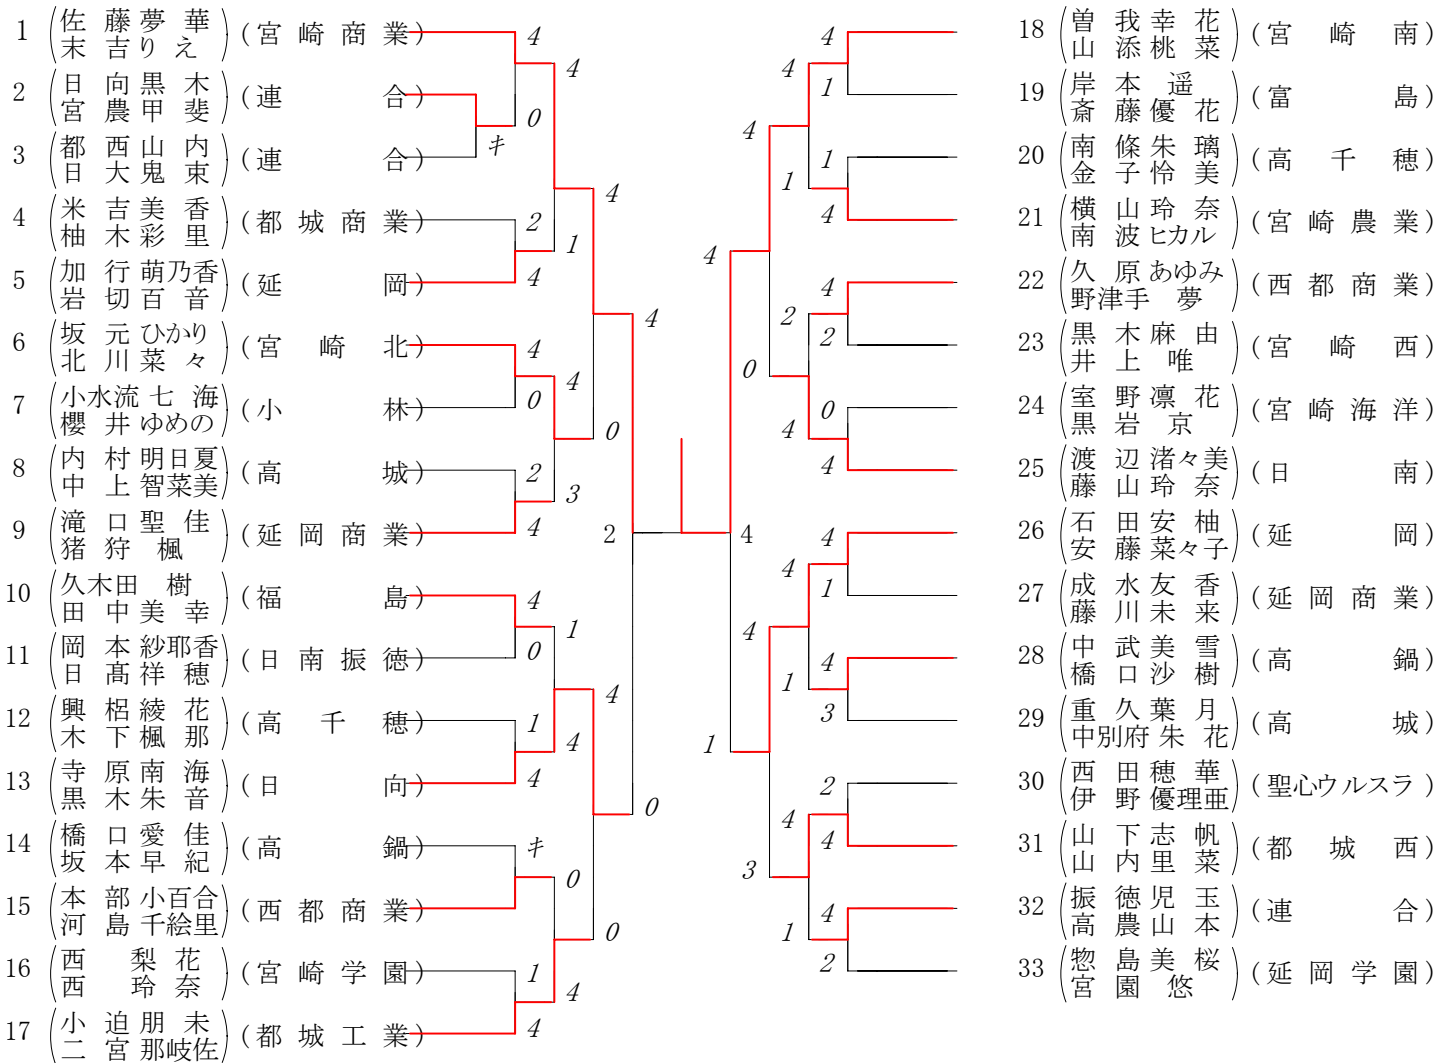 1 佐藤夢華 末吉りえ (宮崎商業)
2 日向黒木 宮農甲斐 (連合)
3 都西山内 日大鬼束 (連合)
4 米吉美香 柚木彩里 (都城商業)
5 加行萌乃香 岩切百音 (延岡)
6 坂元ひかり 北川菜々 (宮崎北)
7 小水流七海 櫻井ゆめの (小林)
8 内村明日夏 中上智菜美 (高城)
9 滝口聖佳 猪狩楓 (延岡商業)
10 久木田樹 田中美幸 (福島)
11 岡本紗耶香 日髙祥穂 (日南振徳)
12 興梠綾花 木下楓那 (高千穂)
13 寺原南海 黒木朱音 (日向)
14 橋口愛佳 坂本早紀 (高鍋)
15 本部小百合 河島千絵里 (西都商業)
16 西梨花 西玲奈 (宮崎学園)
17 小迫朋未 二宮那岐佐 (都城工業)
4
0
キ
2
4
4
0
2
4
4
0
1
4
キ
1
4
4
1
4
3
1
4
0
4
4
0
4
0
4
0
2
4
4
1
4
0
1
4
3
2
4
4
1
2
4
4
1
4
1
4
1
1
4
4
2
0
4
4
1
4
3
2
4
4
2
18 曽我幸花 山添桃菜 (宮崎南)
19 岸本遥 斎藤優花 (富島)
20 南條朱璃 金子怜美 (高千穂)
21 横山玲奈 南波ヒカル (宮崎農業)
22 久原あゆみ 野津手夢 (西都商業)
23 黒木麻由 井上唯 (宮崎西)
24 室野凛花 黒岩京 (宮崎海洋)
25 渡辺渚々美 藤山玲奈 (日南)
26 石田安柚 安藤菜々子 (延岡)
27 成水友香 藤川未来 (延岡商業)
28 中武美雪 橋口沙樹 (高鍋)
29 重久葉月 中別府朱花 (高城)
30 西田穂華 伊野優理亜 (聖心ウルスラ)
31 山下志帆 山内里菜 (都城西)
32 振徳児玉 高農山本 (連合)
33 惣島美桜 宮園悠 (延岡学園)